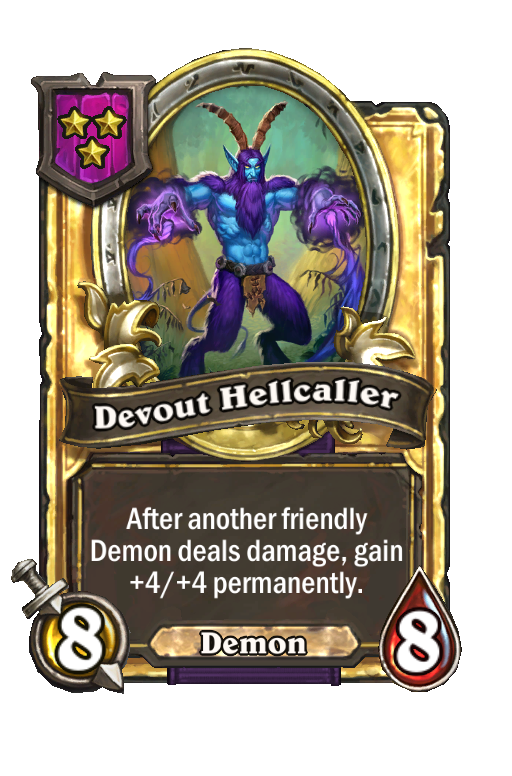 Devout Hellcaller
After another friendly
Demon deals damage, gain
+4/+4 permanently.
8
Demon
8